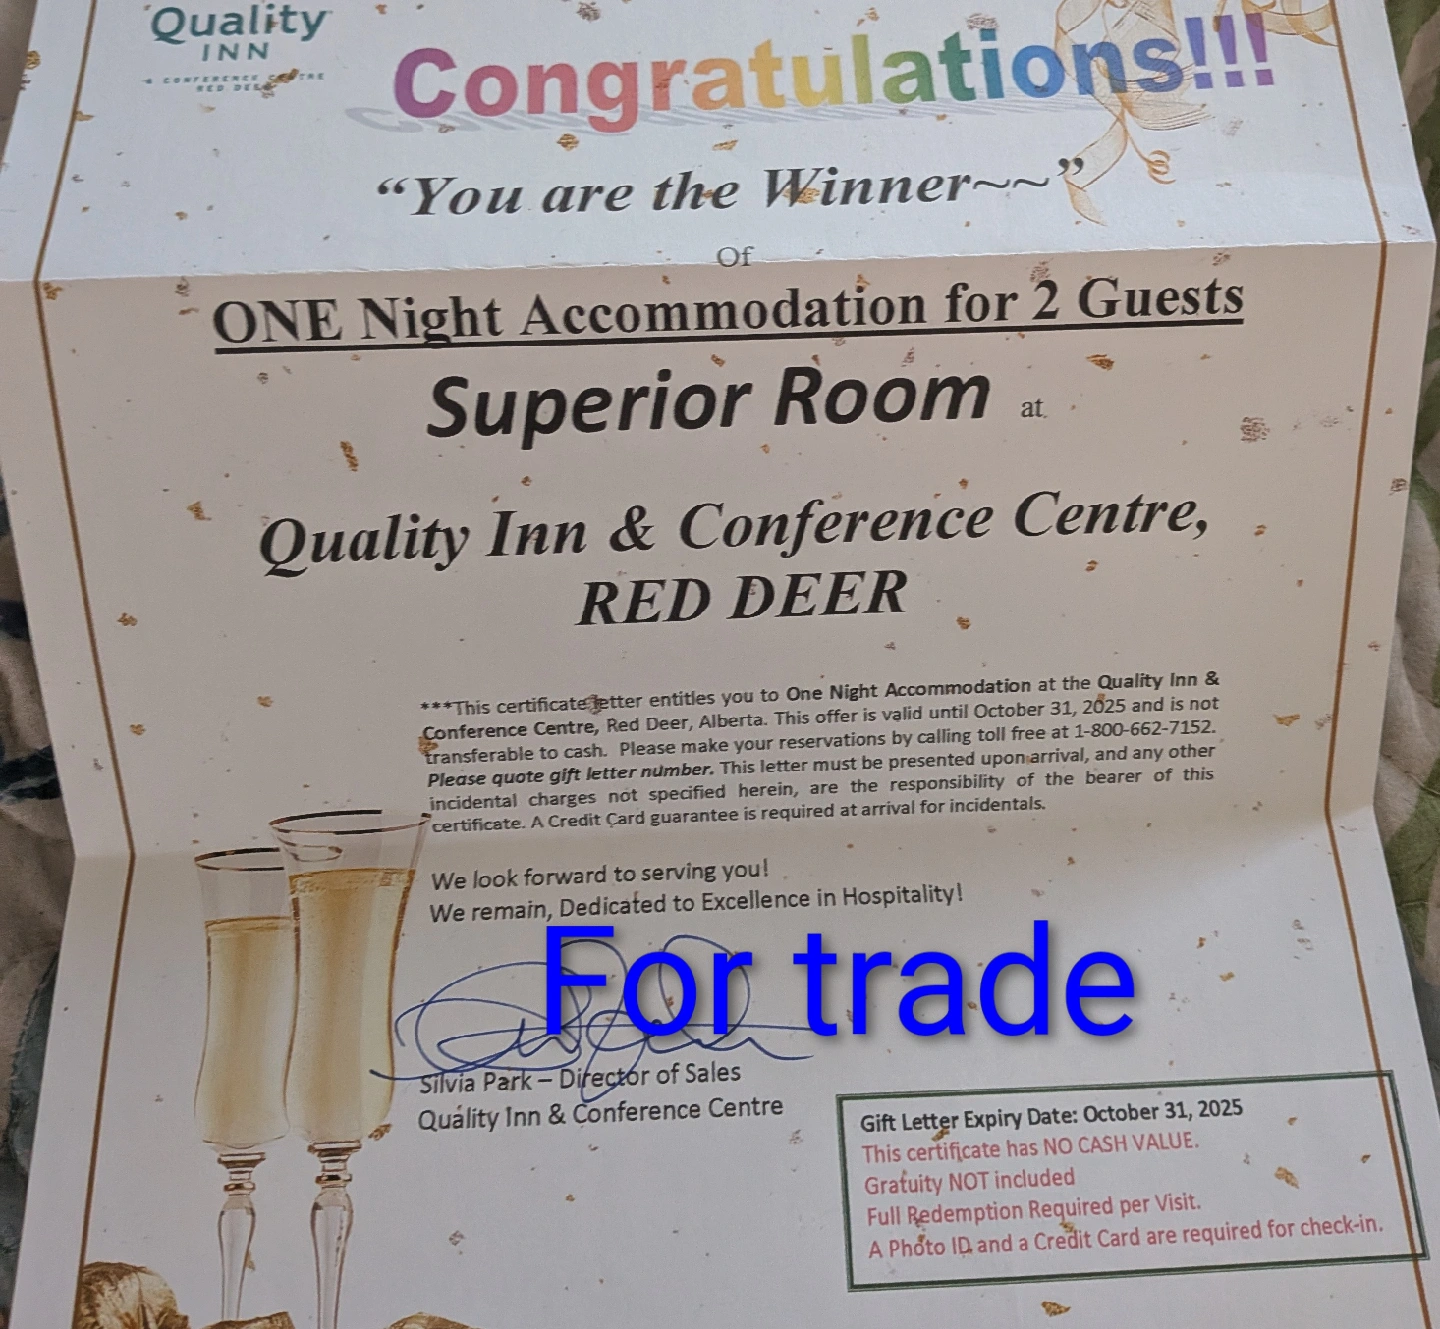 Quality
INN
CONFERENCE CENTRE
RED DEER
Congratulations!!!
“You are the Winner~~”
Of
ONE Night Accommodation for 2 Guests
Superior Room at
Quality Inn & Conference Centre,
RED DEER
***This certificate letter entitles you to One Night Accommodation at the Quality Inn &
Conference Centre, Red Deer, Alberta. This offer is valid until October 31, 2025 and is not
transferable to cash. Please make your reservations by calling toll free at 1-800-662-7152.
Please quote gift letter number. This letter must be presented upon arrival, and any other
incidental charges not specified herein, are the responsibility of the bearer of this
certificate. A Credit Card guarantee is required at arrival for incidentals.
We look forward to serving you!
We remain, Dedicated to Excellence in Hospitality!
For trade
Silvia Park – Director of Sales
Quality Inn & Conference Centre
Gift Letter Expiry Date: October 31, 2025
This certificate has NO CASH VALUE.
Gratuity NOT included
Full Redemption Required per Visit.
A Photo ID and a Credit Card are required for check-in.